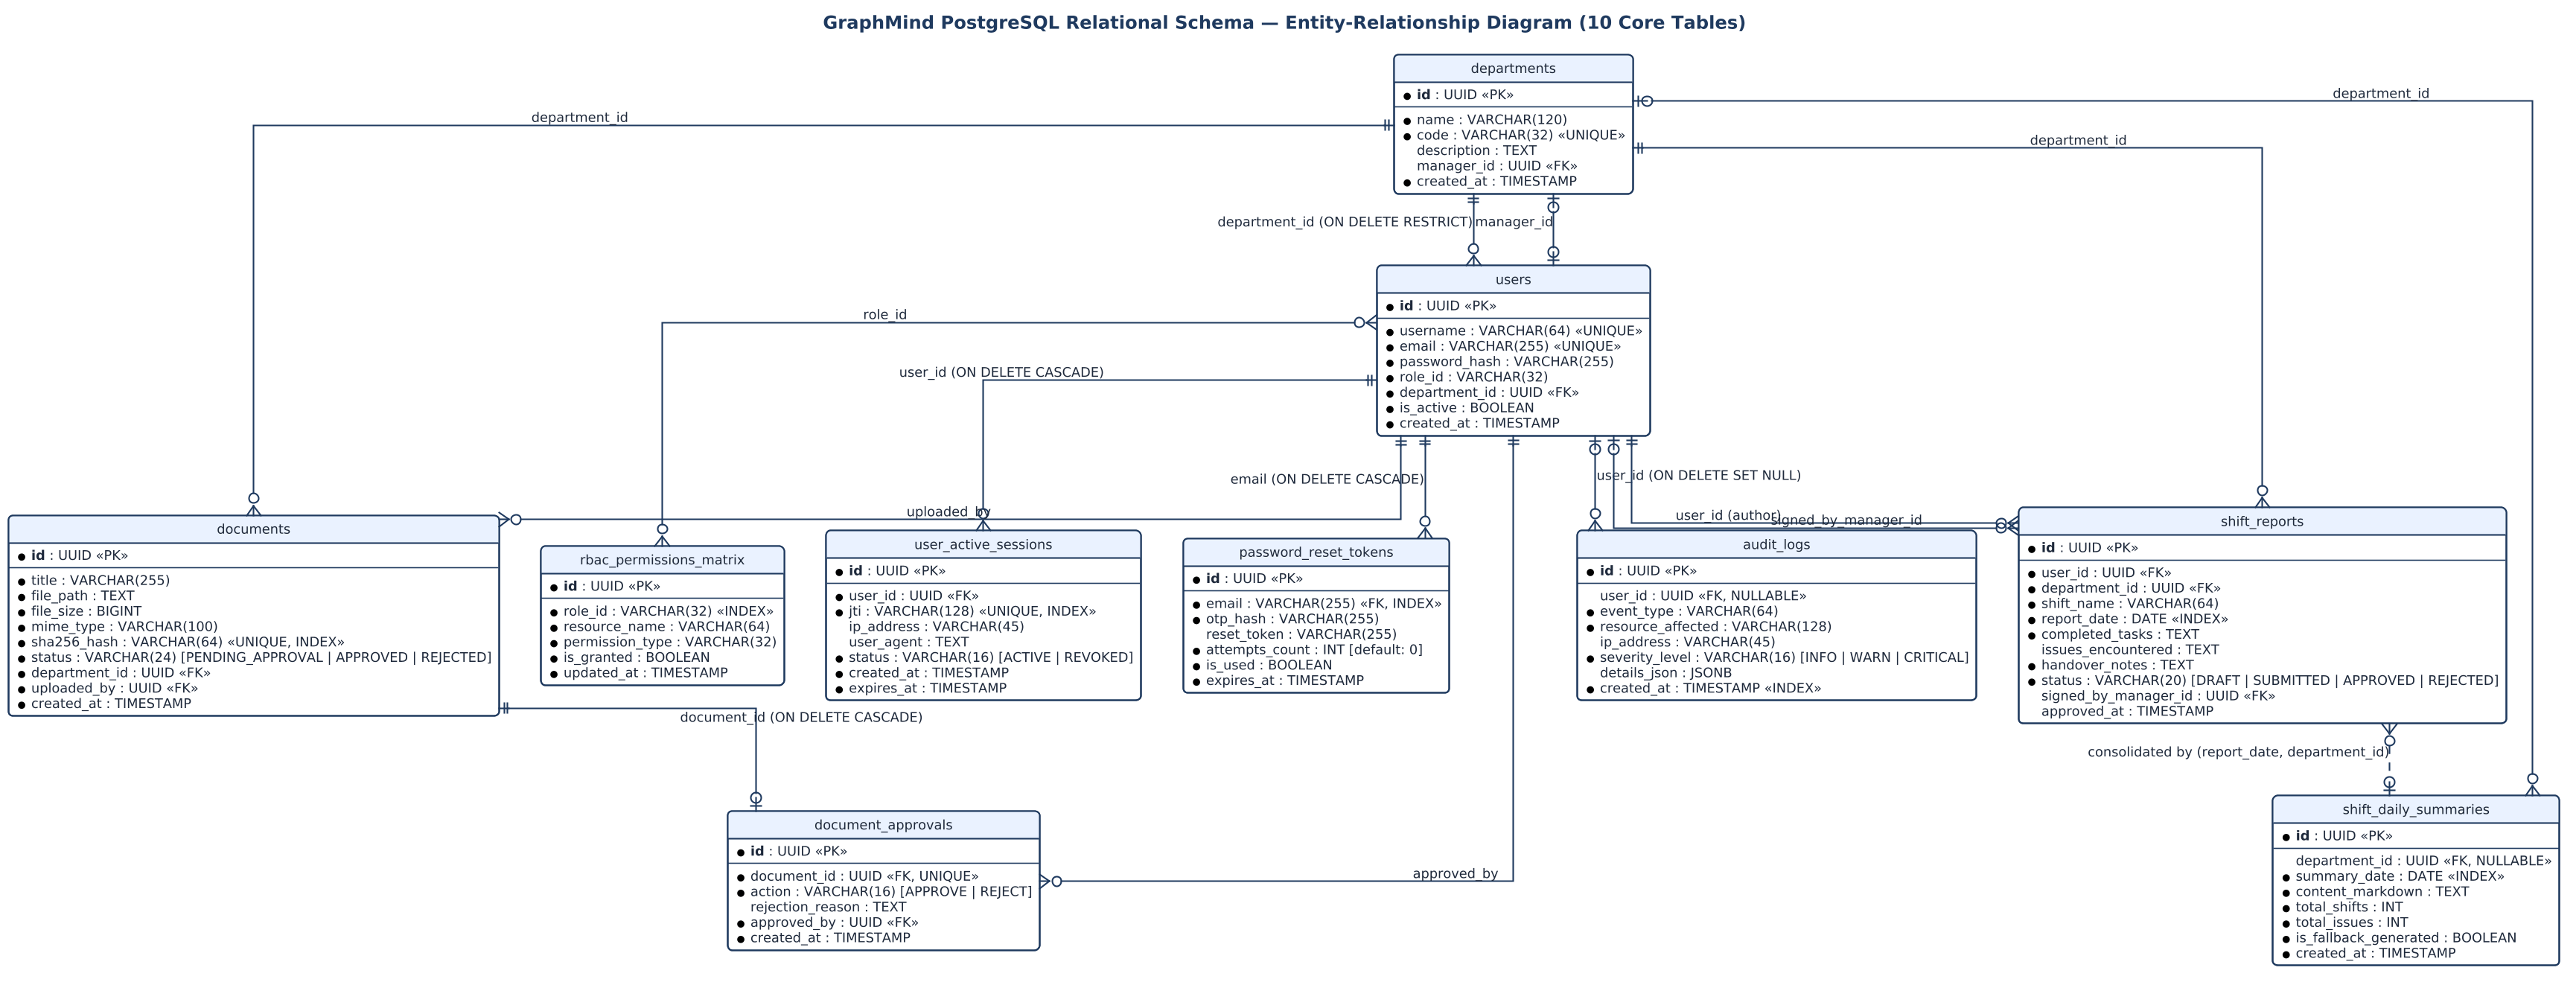 GraphMind PostgreSQL Relational Schema — Entity-Relationship Diagram (10 Core Tables)
departments
id : UUID «PK»
name : VARCHAR(120)
code : VARCHAR(32) «UNIQUE»
description : TEXT
manager_id : UUID «FK»
created_at : TIMESTAMP
department_id
department_id
department_id
department_id (ON DELETE RESTRICT)
manager_id
users
id : UUID «PK»
username : VARCHAR(64) «UNIQUE»
email : VARCHAR(255) «UNIQUE»
password_hash : VARCHAR(255)
role_id : VARCHAR(32)
department_id : UUID «FK»
is_active : BOOLEAN
created_at : TIMESTAMP
role_id
user_id (ON DELETE CASCADE)
email (ON DELETE CASCADE)
user_id (ON DELETE SET NULL)
uploaded_by
user_id (author)
signed_by_manager_id
documents
id : UUID «PK»
title : VARCHAR(255)
file_path : TEXT
file_size : BIGINT
mime_type : VARCHAR(100)
sha256_hash : VARCHAR(64) «UNIQUE, INDEX»
status : VARCHAR(24) [PENDING_APPROVAL | APPROVED | REJECTED]
department_id : UUID «FK»
uploaded_by : UUID «FK»
created_at : TIMESTAMP
rbac_permissions_matrix
id : UUID «PK»
role_id : VARCHAR(32) «INDEX»
resource_name : VARCHAR(64)
permission_type : VARCHAR(32)
is_granted : BOOLEAN
updated_at : TIMESTAMP
user_active_sessions
id : UUID «PK»
user_id : UUID «FK»
jti : VARCHAR(128) «UNIQUE, INDEX»
ip_address : VARCHAR(45)
user_agent : TEXT
status : VARCHAR(16) [ACTIVE | REVOKED]
created_at : TIMESTAMP
expires_at : TIMESTAMP
password_reset_tokens
id : UUID «PK»
email : VARCHAR(255) «FK, INDEX»
otp_hash : VARCHAR(255)
reset_token : VARCHAR(255)
attempts_count : INT [default: 0]
is_used : BOOLEAN
expires_at : TIMESTAMP
audit_logs
id : UUID «PK»
user_id : UUID «FK, NULLABLE»
event_type : VARCHAR(64)
resource_affected : VARCHAR(128)
ip_address : VARCHAR(45)
severity_level : VARCHAR(16) [INFO | WARN | CRITICAL]
details_json : JSONB
created_at : TIMESTAMP «INDEX»
shift_reports
id : UUID «PK»
user_id : UUID «FK»
department_id : UUID «FK»
shift_name : VARCHAR(64)
report_date : DATE «INDEX»
completed_tasks : TEXT
issues_encountered : TEXT
handover_notes : TEXT
status : VARCHAR(20) [DRAFT | SUBMITTED | APPROVED | REJECTED]
signed_by_manager_id : UUID «FK»
approved_at : TIMESTAMP
document_id (ON DELETE CASCADE)
consolidated by (report_date, department_id)
document_approvals
id : UUID «PK»
document_id : UUID «FK, UNIQUE»
action : VARCHAR(16) [APPROVE | REJECT]
rejection_reason : TEXT
approved_by : UUID «FK»
created_at : TIMESTAMP
approved_by
shift_daily_summaries
id : UUID «PK»
department_id : UUID «FK, NULLABLE»
summary_date : DATE «INDEX»
content_markdown : TEXT
total_shifts : INT
total_issues : INT
is_fallback_generated : BOOLEAN
created_at : TIMESTAMP